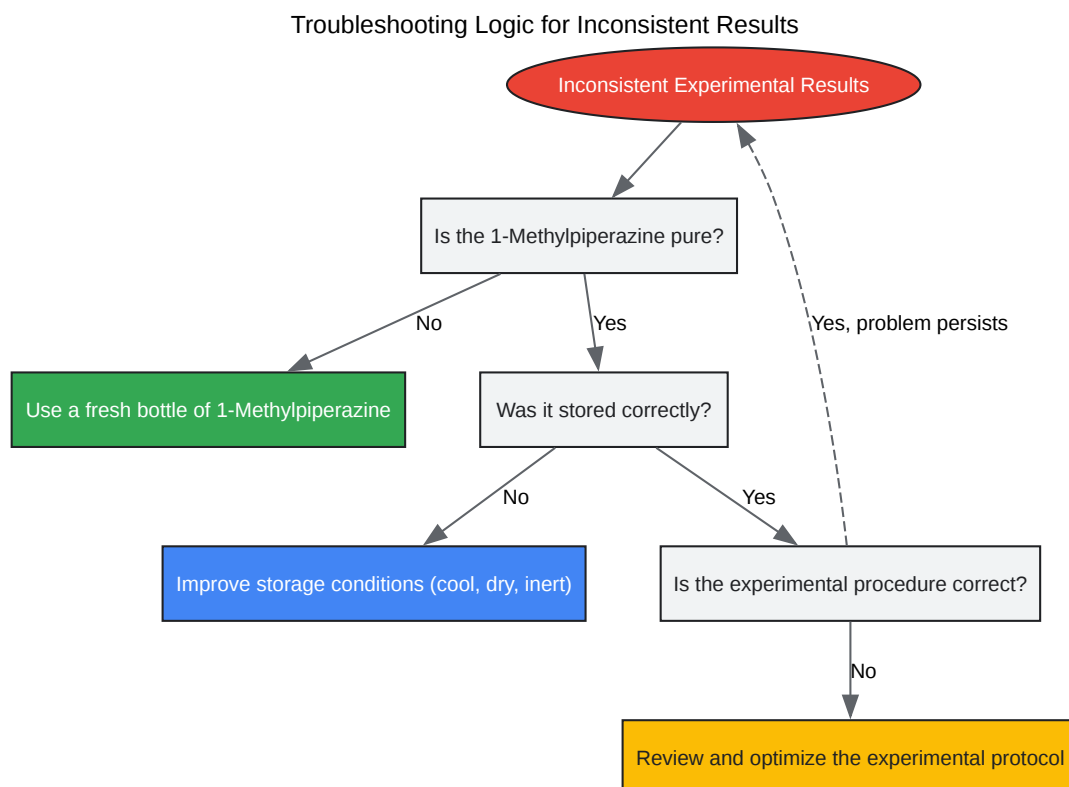 Troubleshooting Logic for Inconsistent Results
Inconsistent Experimental Results
Is the 1-Methylpiperazine pure?
No
Yes
Yes, problem persists
Use a fresh bottle of 1-Methylpiperazine
Was it stored correctly?
No
Yes
Improve storage conditions (cool, dry, inert)
Is the experimental procedure correct?
No
Review and optimize the experimental protocol